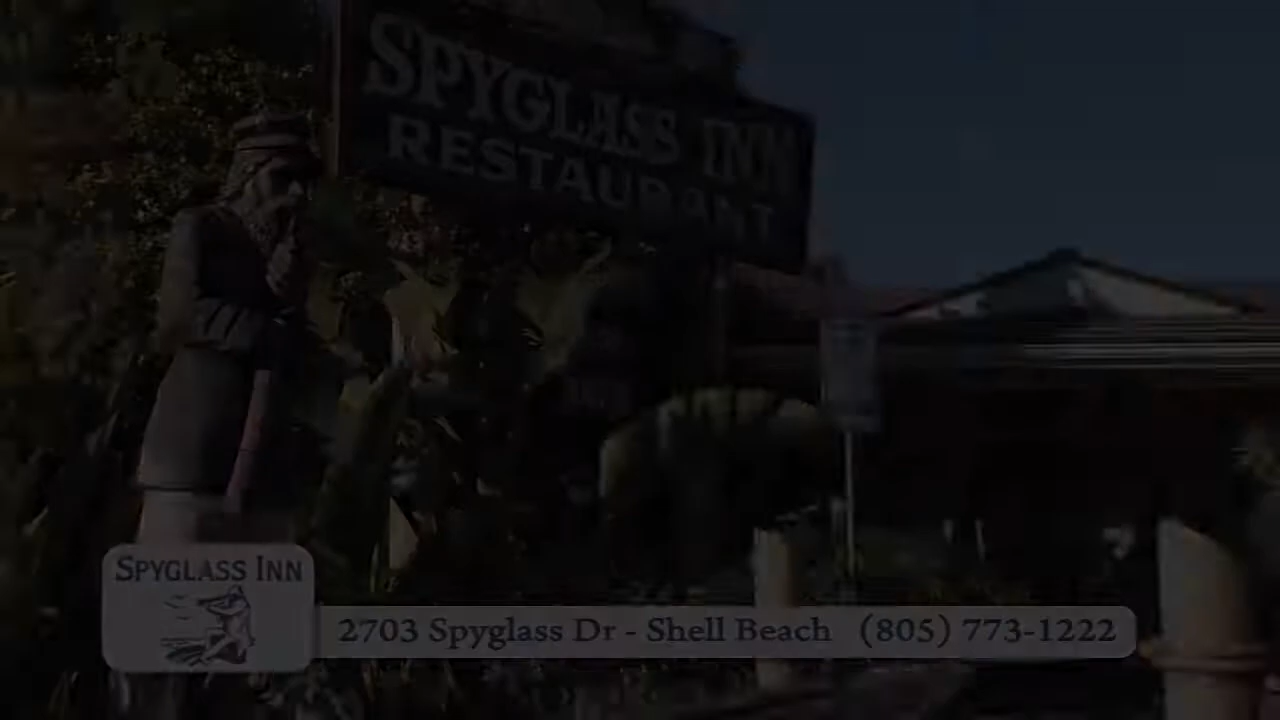 SPYGLASS INN
RESTAURANT
SPYGLASS INN
2703 Spyglass Dr - Shell Beach (805) 773-1222